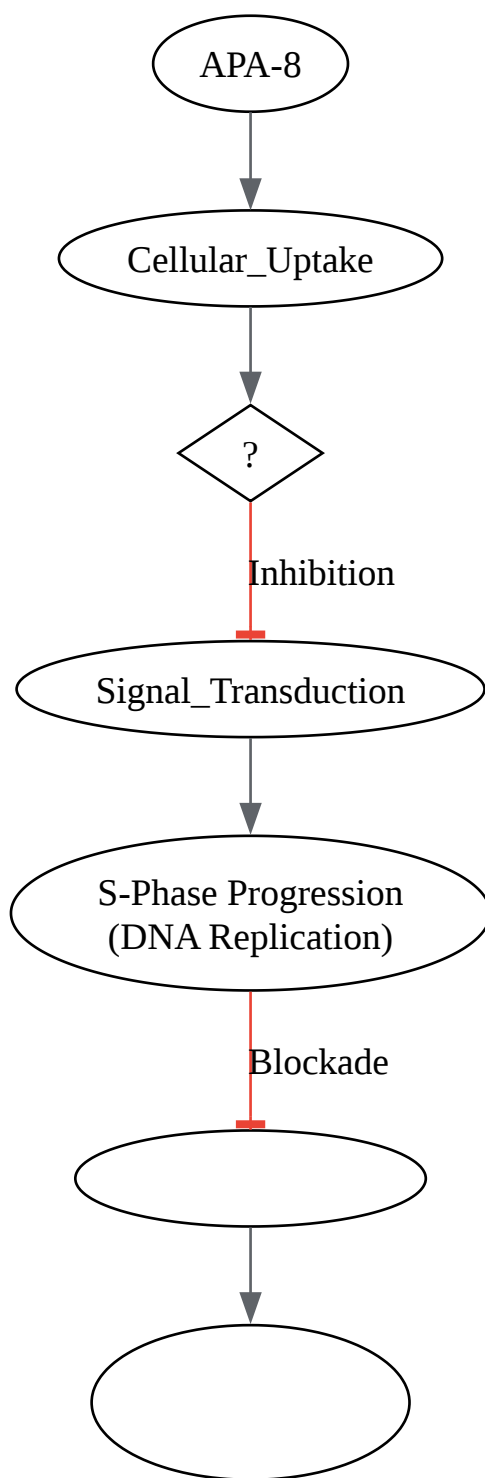 APA-8
Cellular_Uptake
?
Inhibition
Signal_Transduction
S-Phase Progression
(DNA Replication)
Blockade